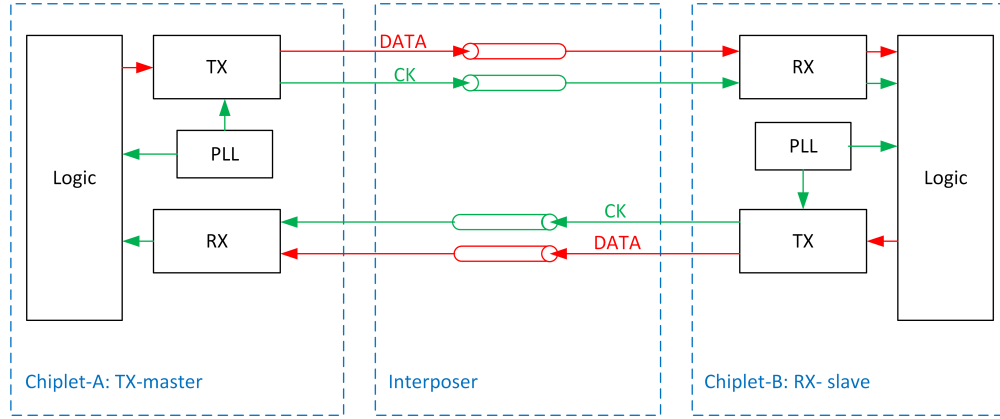 DATA
TX
CK
RX
PLL
PLL
Logic
Logic
CK
RX
DATA
TX
Chiplet-A: TX-master
Interposer
Chiplet-B: RX- slave